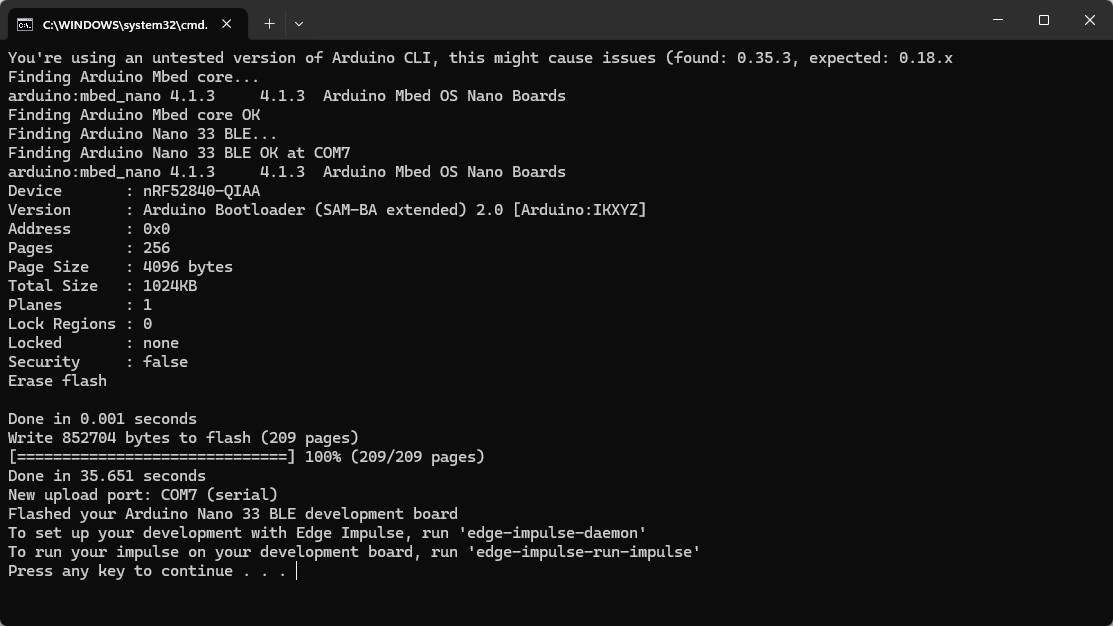 C:\WINDOWS\system32\cmd.
You're using an untested version of Arduino CLI, this might cause issues (found: 0.35.3, expected: 0.18.x
Finding Arduino Mbed core...
arduino:mbed_nano 4.1.3     4.1.3  Arduino Mbed OS Nano Boards
Finding Arduino Mbed core OK
Finding Arduino Nano 33 BLE...
Finding Arduino Nano 33 BLE OK at COM7
arduino:mbed_nano 4.1.3     4.1.3  Arduino Mbed OS Nano Boards
Device       : nRF52840-QIAA
Version      : Arduino Bootloader (SAM-BA extended) 2.0 [Arduino:IKXYZ]
Address      : 0x0
Pages        : 256
Page Size    : 4096 bytes
Total Size   : 1024KB
Planes       : 1
Lock Regions : 0
Locked       : none
Security     : false
Erase flash

Done in 0.001 seconds
Write 852704 bytes to flash (209 pages)
[==============================] 100% (209/209 pages)
Done in 35.651 seconds
New upload port: COM7 (serial)
Flashed your Arduino Nano 33 BLE development board
To set up your development with Edge Impulse, run 'edge-impulse-daemon'
To run your impulse on your development board, run 'edge-impulse-run-impulse'
Press any key to continue . . .